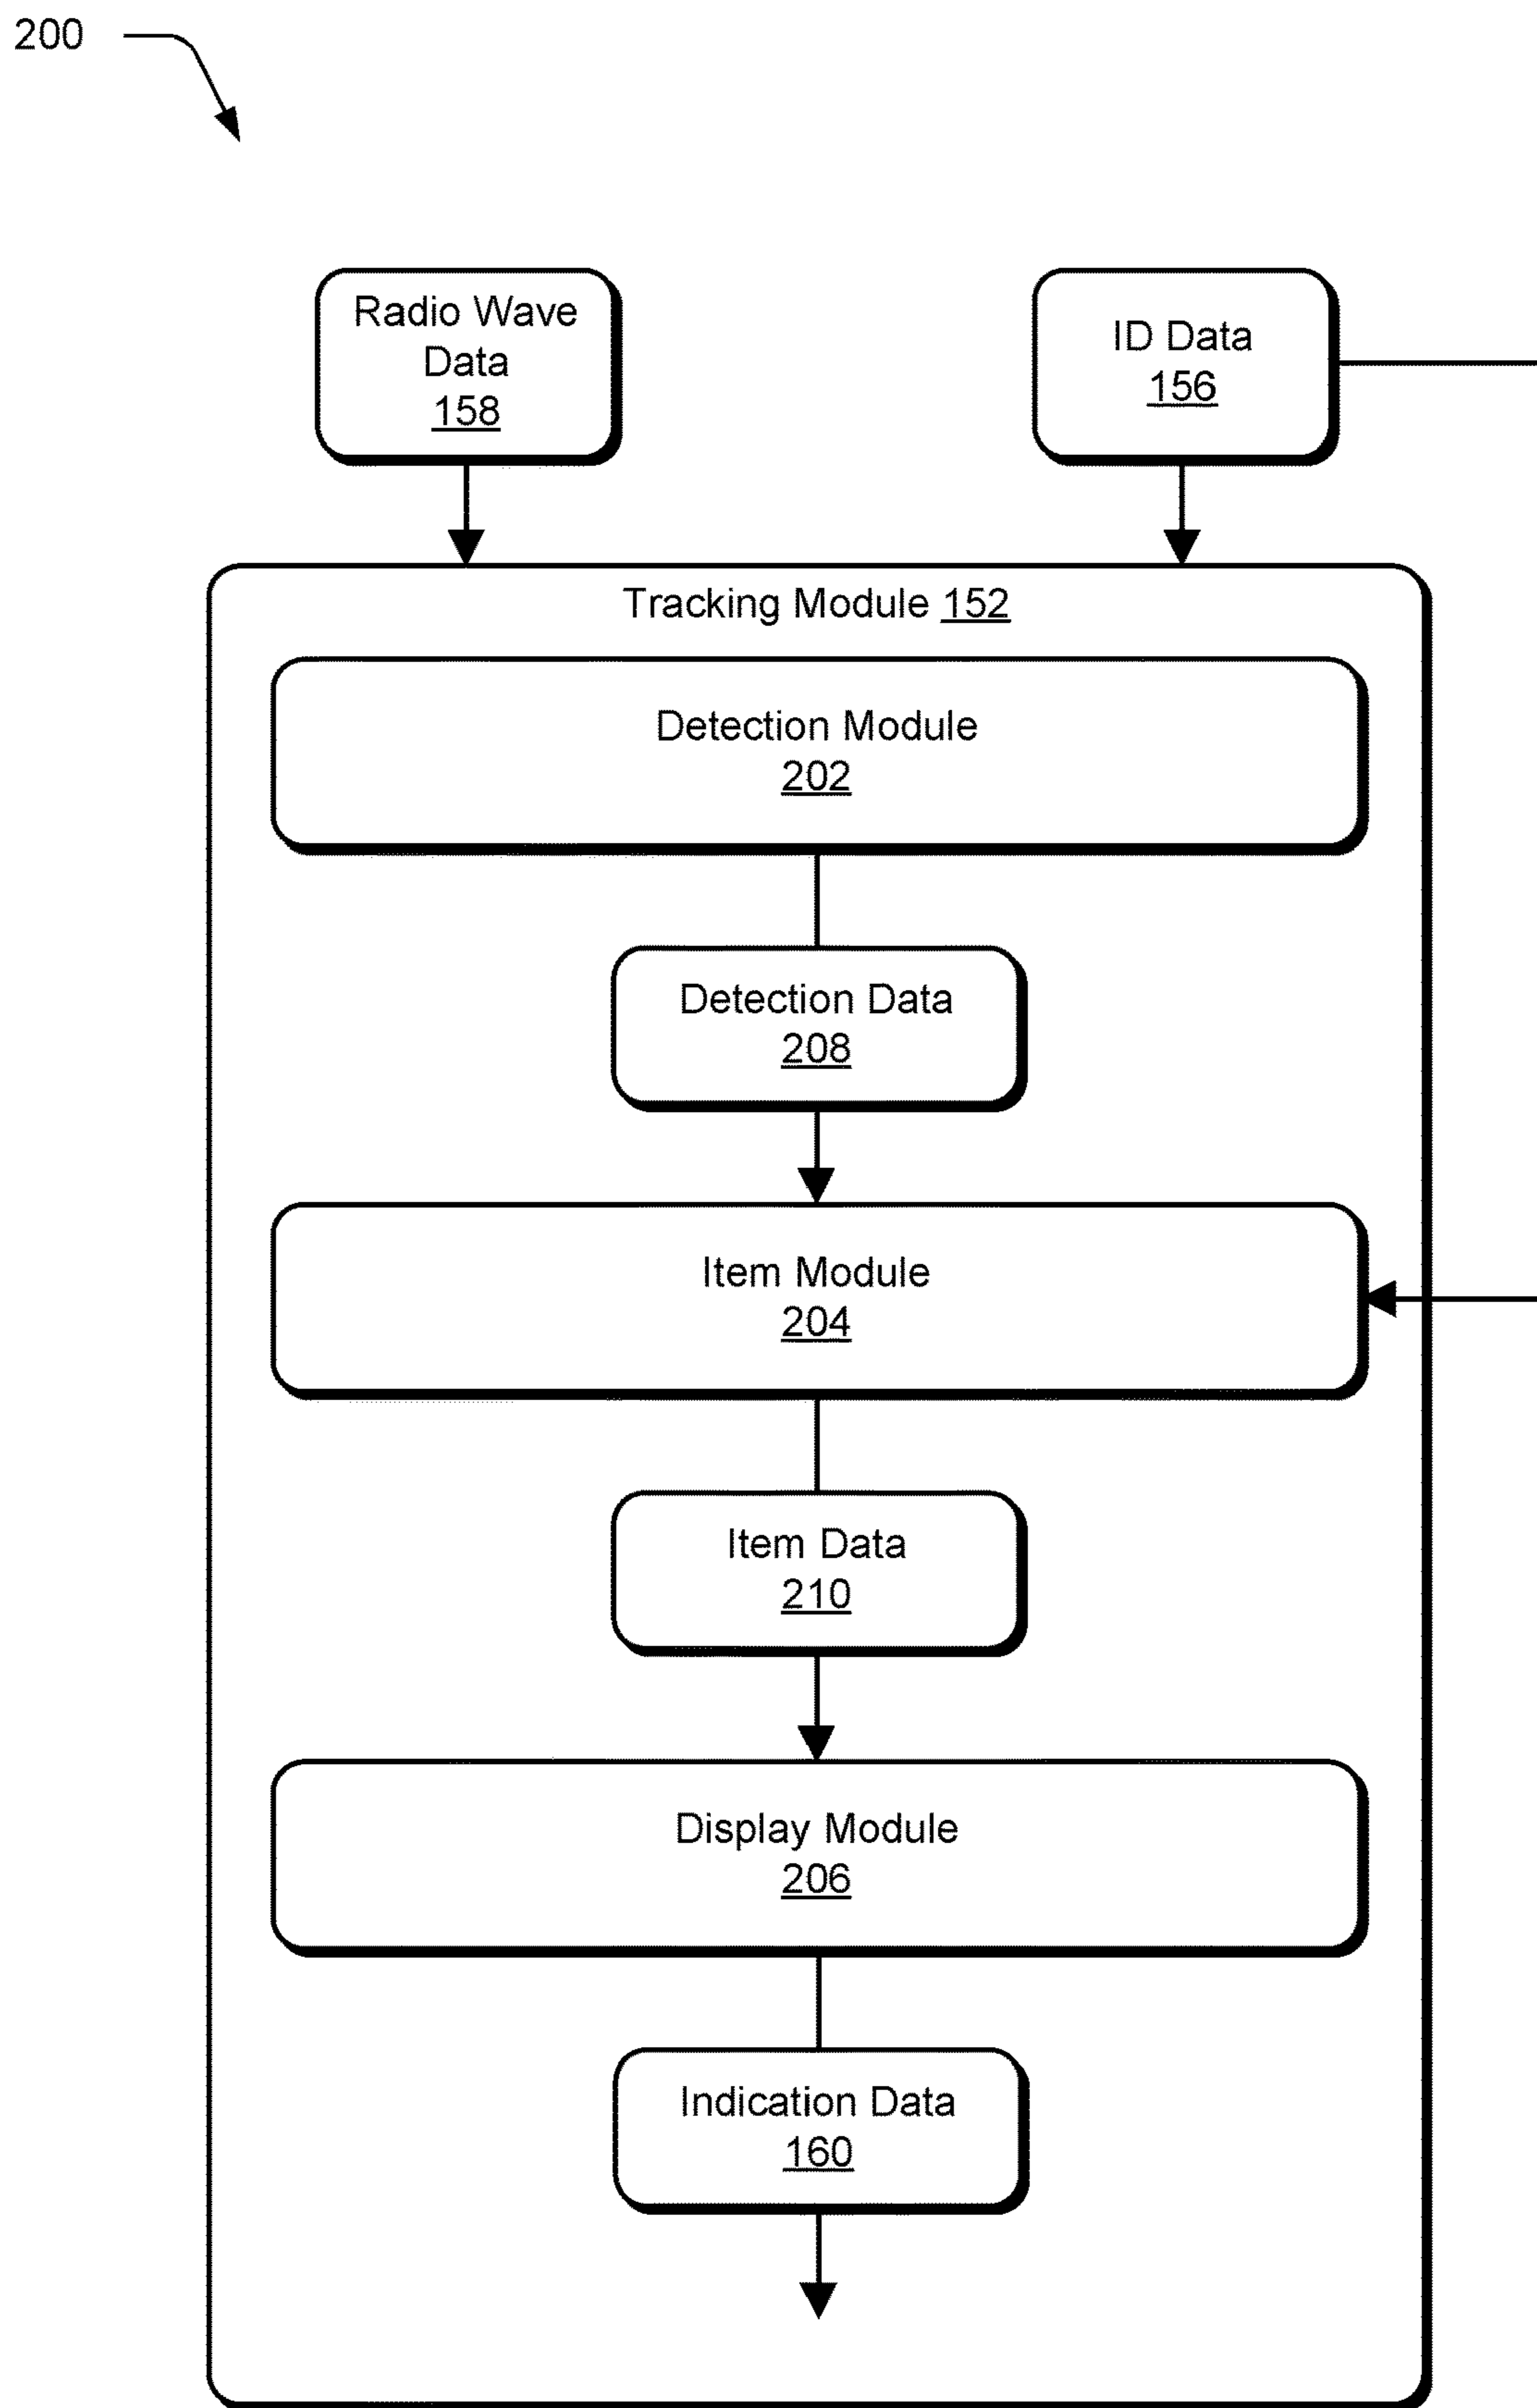 200
Radio Wave
Data
158
ID Data
156
Tracking Module 152
Detection Module
202
Detection Data
208
Item Module
204
Item Data
210
Display Module
206
Indication Data
160